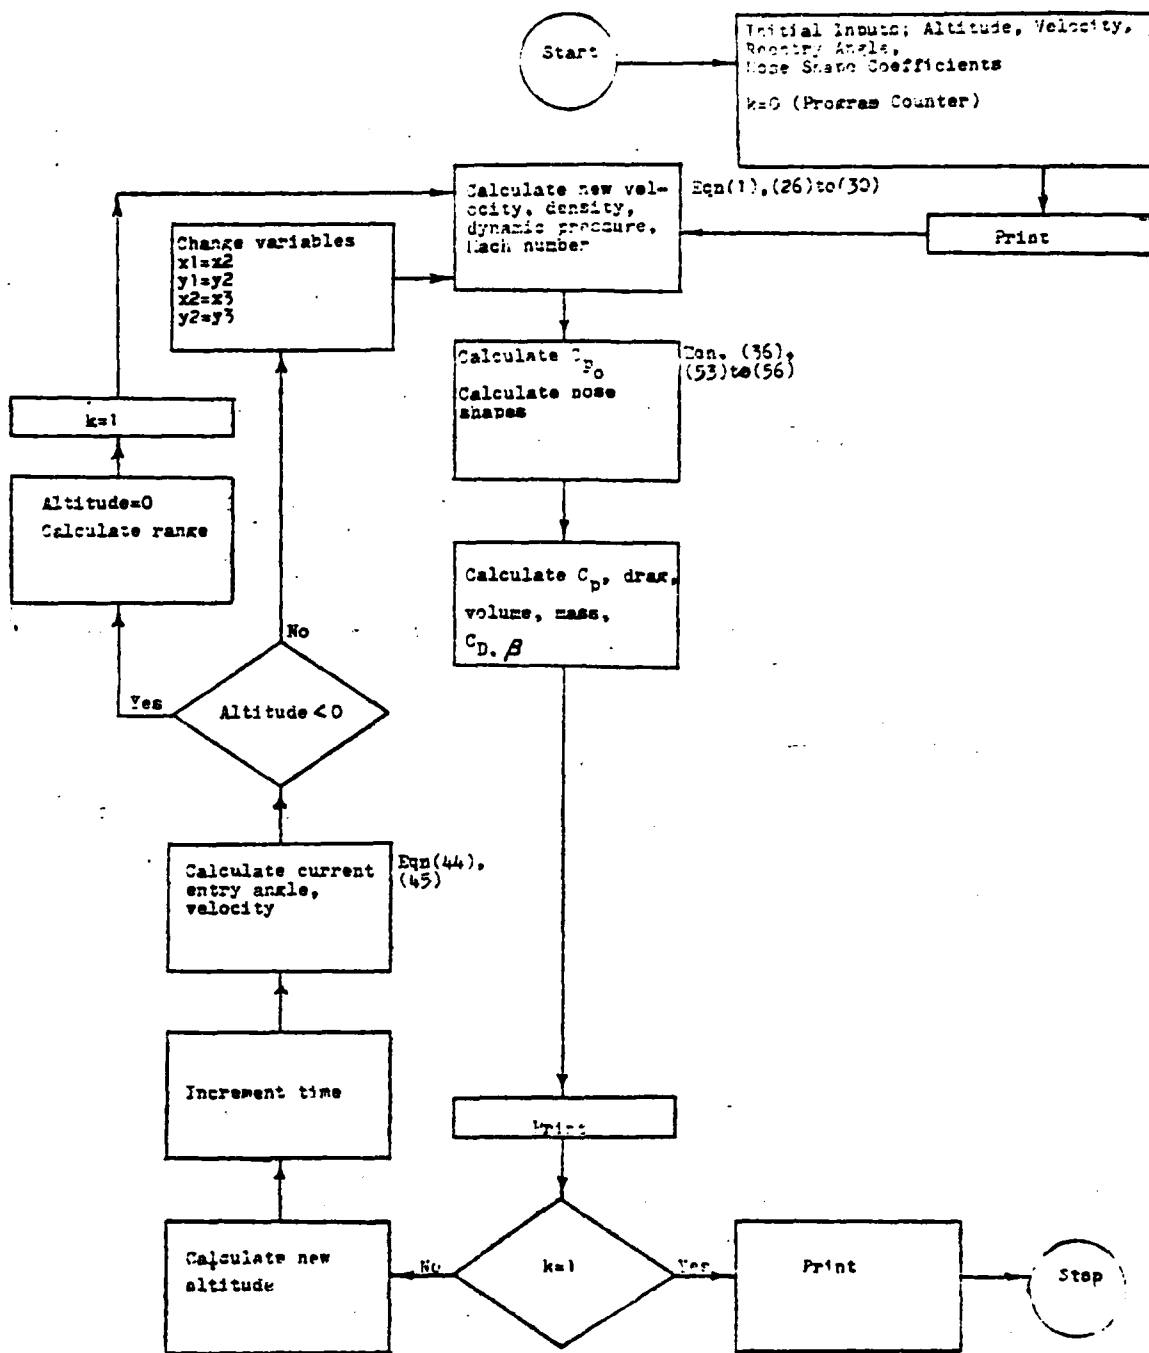 Start
Initial Inputs; Altitude, Velocity,
Reentry Angle,
Nose Shape Coefficients
k=0 (Program Counter)
Print
Calculate new vel-
ocity, density,
dynamic pressure,
Mach number
Eqn(1),(26)to(30)
Change variables
x1=x2
y1=y2
x2=x3
y2=y3
Calculate C_Po
Calculate nose
shapes
Eqn. (36),
(53)to(56)
k=1
Altitude=0
Calculate range
Calculate C_p, drag,
volume, mass,
C_D, β
No
Yes
Altitude < 0
Calculate current
entry angle,
velocity
Eqn(44),
(45)
Increment time
Print
Calculate new
altitude
No
k=1
Yes
Print
Stop